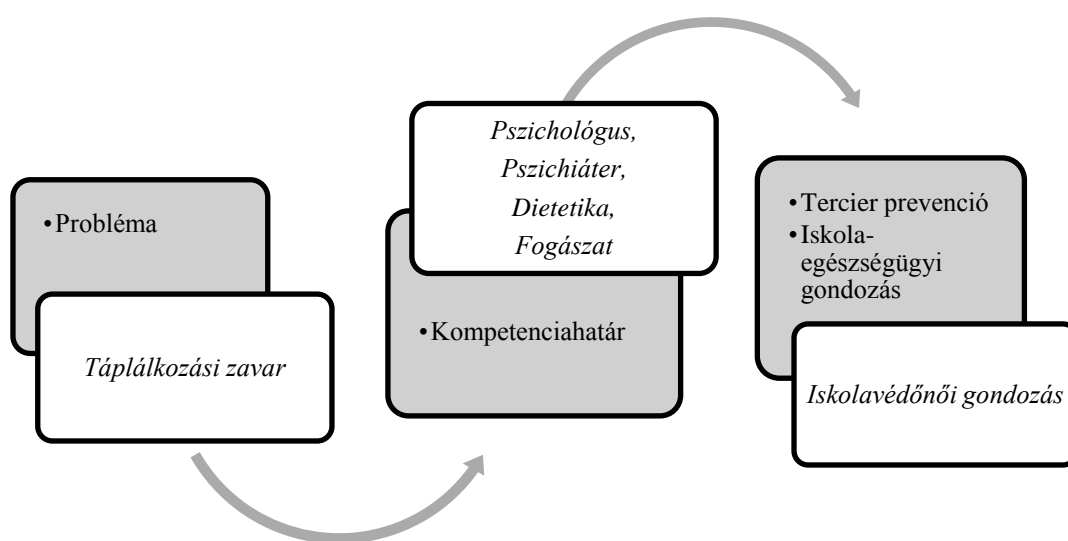 •Probléma
Táplálkozási zavar
Pszichológus,
Pszichiáter,
Dietetika,
Fogászat
•Kompetenciahatár
•Tercier prevenció
•Iskola-
egészségügyi
gondozás
Iskolavédőnői gondozás